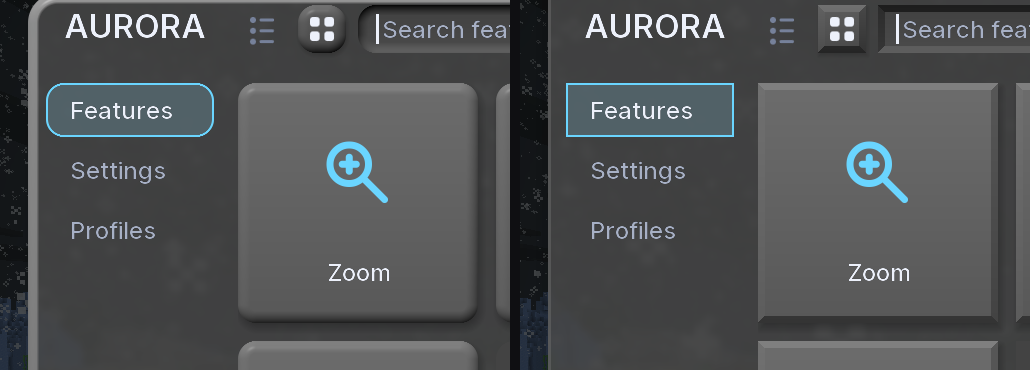 AURORA
Search fea
Features
Settings
Profiles
Zoom
AURORA
Search fea
Features
Settings
Profiles
Zoom